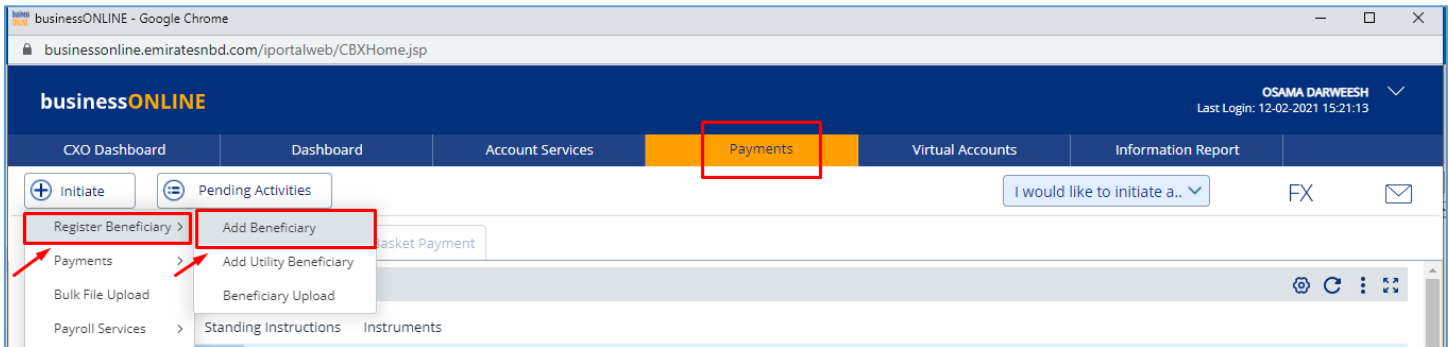 businessONLINE - Google Chrome
businessonline.emiratesnbd.com/iportalweb/CBXHome.jsp
businessONLINE
OSAMA DARWEESH
Last Login: 12-02-2021 15:21:13
CXO Dashboard
Dashboard
Account Services
Payments
Virtual Accounts
Information Report
Initiate
Pending Activities
I would like to initiate a..
FX
Register Beneficiary >
Add Beneficiary
Basket Payment
Payments >
Add Utility Beneficiary
Bulk File Upload
Beneficiary Upload
Payroll Services >
Standing Instructions
Instruments